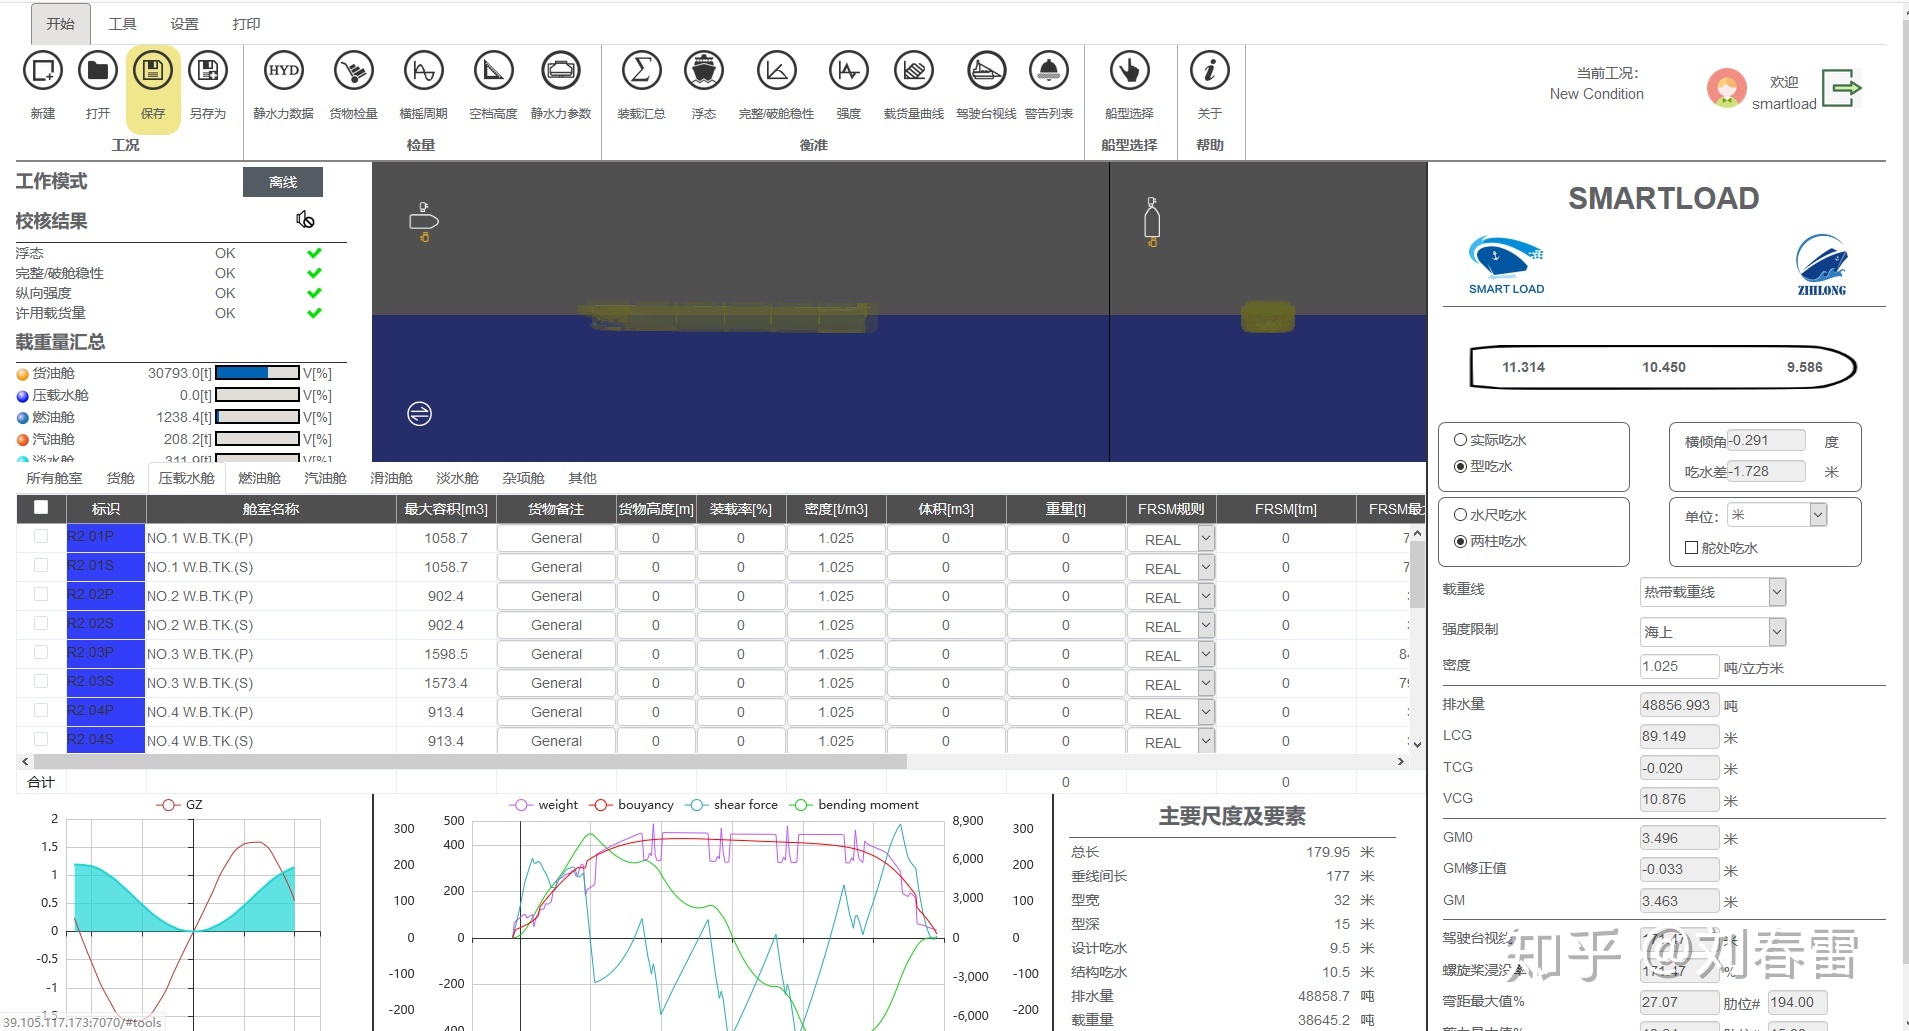 开始 工具 设置 打印
新建 打开 保存 另存为 静水力数据 货物检量 横摇周期 空档高度 静水力参数 装载汇总 浮态 完整/破舱稳性 强度 载货量曲线 驾驶台视线 警告列表 船型选择 关于
HYD
工况 检量 衡准 船型选择 帮助
当前工况:
New Condition
欢迎
smartload
工作模式 离线
校核结果
浮态 OK
完整/破舱稳性 OK
纵向强度 OK
许用载货量 OK
载重量汇总
货油舱 30793.0[t] V[%]
压载水舱 0.0[t] V[%]
燃油舱 1238.4[t] V[%]
汽油舱 208.2[t] V[%]
淡水舱 311.9[t] V[%]
所有舱室 货舱 压载水舱 燃油舱 汽油舱 滑油舱 淡水舱 杂项舱 其他
标识 舱室名称 最大容积[m3] 货物备注 货物高度[m] 装载率[%] 密度[t/m3] 体积[m3] 重量[t] FRSM规则 FRSM[tm] FRSM最
R2.01P NO.1 W.B.TK.(P) 1058.7 General 0 0 1.025 0 0 REAL 0 7
R2.01S NO.1 W.B.TK.(S) 1058.7 General 0 0 1.025 0 0 REAL 0 7
R2.02P NO.2 W.B.TK.(P) 902.4 General 0 0 1.025 0 0 REAL 0
R2.02S NO.2 W.B.TK.(S) 902.4 General 0 0 1.025 0 0 REAL 0
R2.03P NO.3 W.B.TK.(P) 1598.5 General 0 0 1.025 0 0 REAL 0 84
R2.03S NO.3 W.B.TK.(S) 1573.4 General 0 0 1.025 0 0 REAL 0 79
R2.04P NO.4 W.B.TK.(P) 913.4 General 0 0 1.025 0 0 REAL 0
R2.04S NO.4 W.B.TK.(S) 913.4 General 0 0 1.025 0 0 REAL 0
合计 0 0
GZ
2
1.5
1
0.5
0
-0.5
-1
-1.5
39.105.117.173:7070/#tools
weight bouyancy shear force bending moment
300 500 8,900 300
400
200 6,000 200
200
100 3,000 100
0 0 0 0
-100 -200 -3,000 -100
-200 -6,000 -200
400
主要尺度及要素
总长 179.95 米
垂线间长 177 米
型宽 32 米
型深 15 米
设计吃水 9.5 米
结构吃水 10.5 米
排水量 48858.7 吨
载重量 38645.2 吨
SMARTLOAD
SMART LOAD ZHILONG
11.314 10.450 9.586
实际吃水
型吃水
横倾角 -0.291 度
吃水差 -1.728 米
水尺吃水
两柱吃水
单位: 米
舵处吃水
载重线 热带载重线
强度限制 海上
密度 1.025 吨/立方米
排水量 48856.993 吨
LCG 89.149 米
TCG -0.020 米
VCG 10.876 米
GM0 3.496 米
GM修正值 -0.033 米
GM 3.463 米
驾驶台视线 171.47 米
螺旋桨浸没率 171.47 %
弯距最大值% 27.07 肋位# 194.00
知乎 @刘春雷